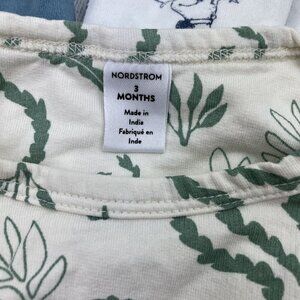 NORDSTROM
3
MONTHS
Made in
India
Fabriqué en
Inde